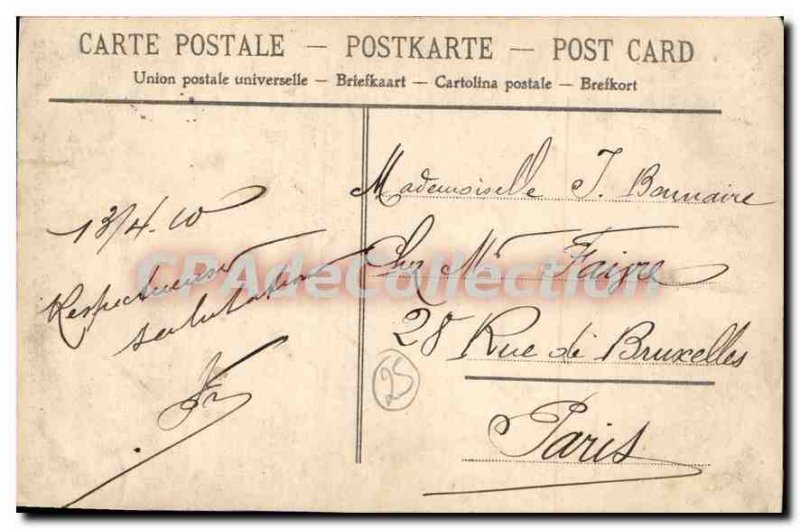 CARTE POSTALE — POSTKARTE — POST CARD
Union postale universelle — Briefkaart — Cartolina postale — Brefkort
13/4.10
Respectueuses
salutations
Mademoiselle J. Bonnaire
Chez Mr
28 Rue de Bruxelles
Paris
25
CPAdeCollection